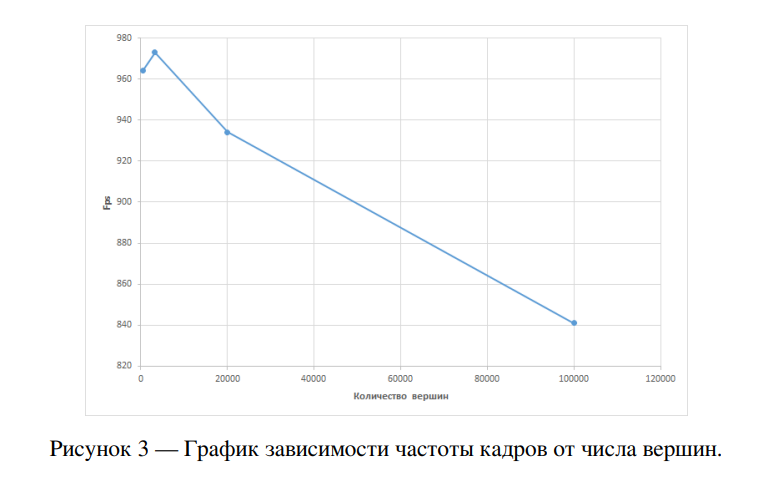 980
960
940
920
900
880
860
840
820
Fps
0 20000 40000 60000 80000 100000 120000
Количество вершин
Рисунок 3 — График зависимости частоты кадров от числа вершин.